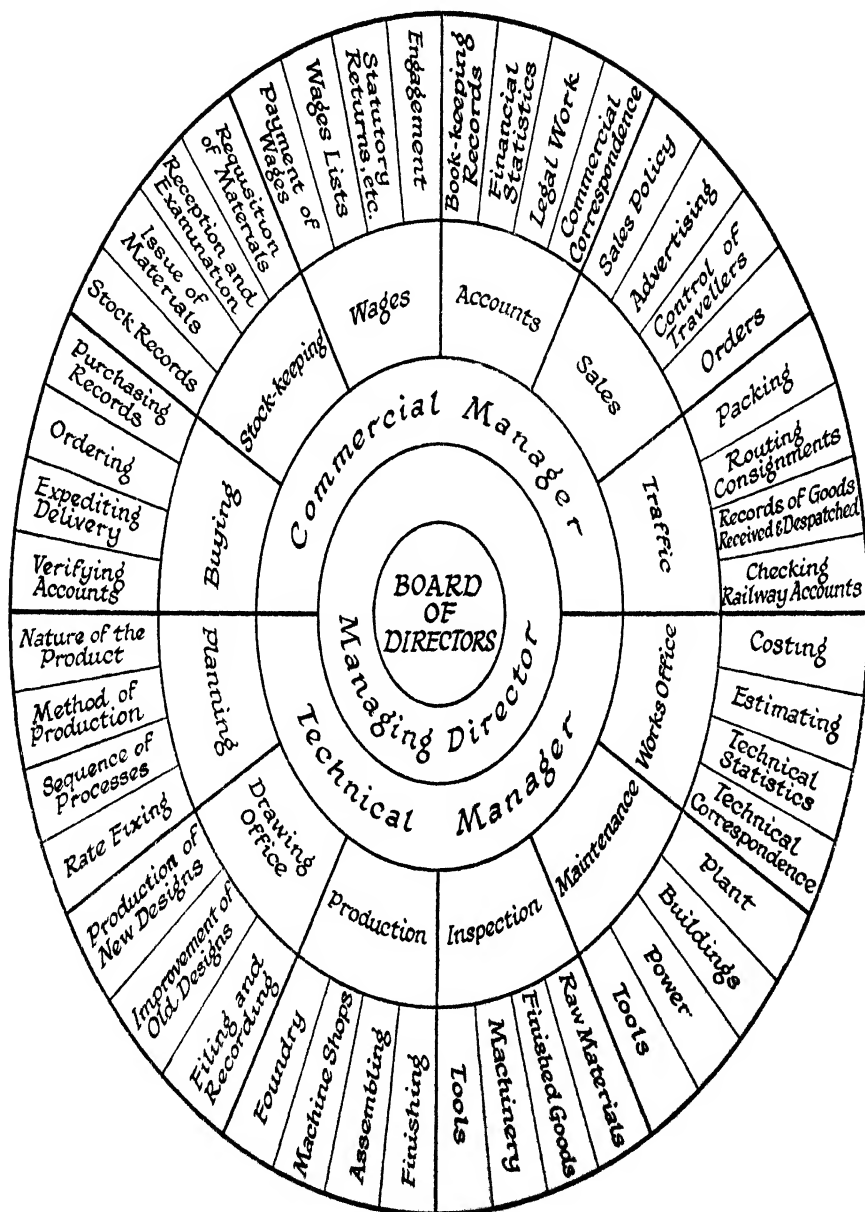 BOARD
OF
DIRECTORS
Managing Director
Commercial Manager
Technical Manager
Buying
Stock-keeping
Wages
Accounts
Sales
Traffic
Works Office
Maintenance
Inspection
Production
Drawing
Office
Planning
Verifying
Accounts
Expediting
Delivery
Ordering
Purchasing
Records
Stock Records
Issue of
Materials
Reception and
Examination
Requisition
of Materials
Payment of
Wages
Wages Lists
Statutory
Returns, etc.
Engagement
Book-keeping
Records
Financial
Statistics
Legal Work
Commercial
Correspondence
Sales Policy
Advertising
Control of
Travellers
Orders
Packing
Routing
Consignments
Records of Goods
Received & Despatched
Checking
Railway Accounts
Costing
Estimating
Technical
Statistics
Technical
Correspondence
Plant
Buildings
Power
Tools
Raw Materials
Finished Goods
Machinery
Tools
Finishing
Assembling
Machine Shops
Foundry
Filing and
Recording
Improvement of
Old Designs
Production of
New Designs
Rate Fixing
Sequence of
Processes
Method of
Production
Nature of the
Product